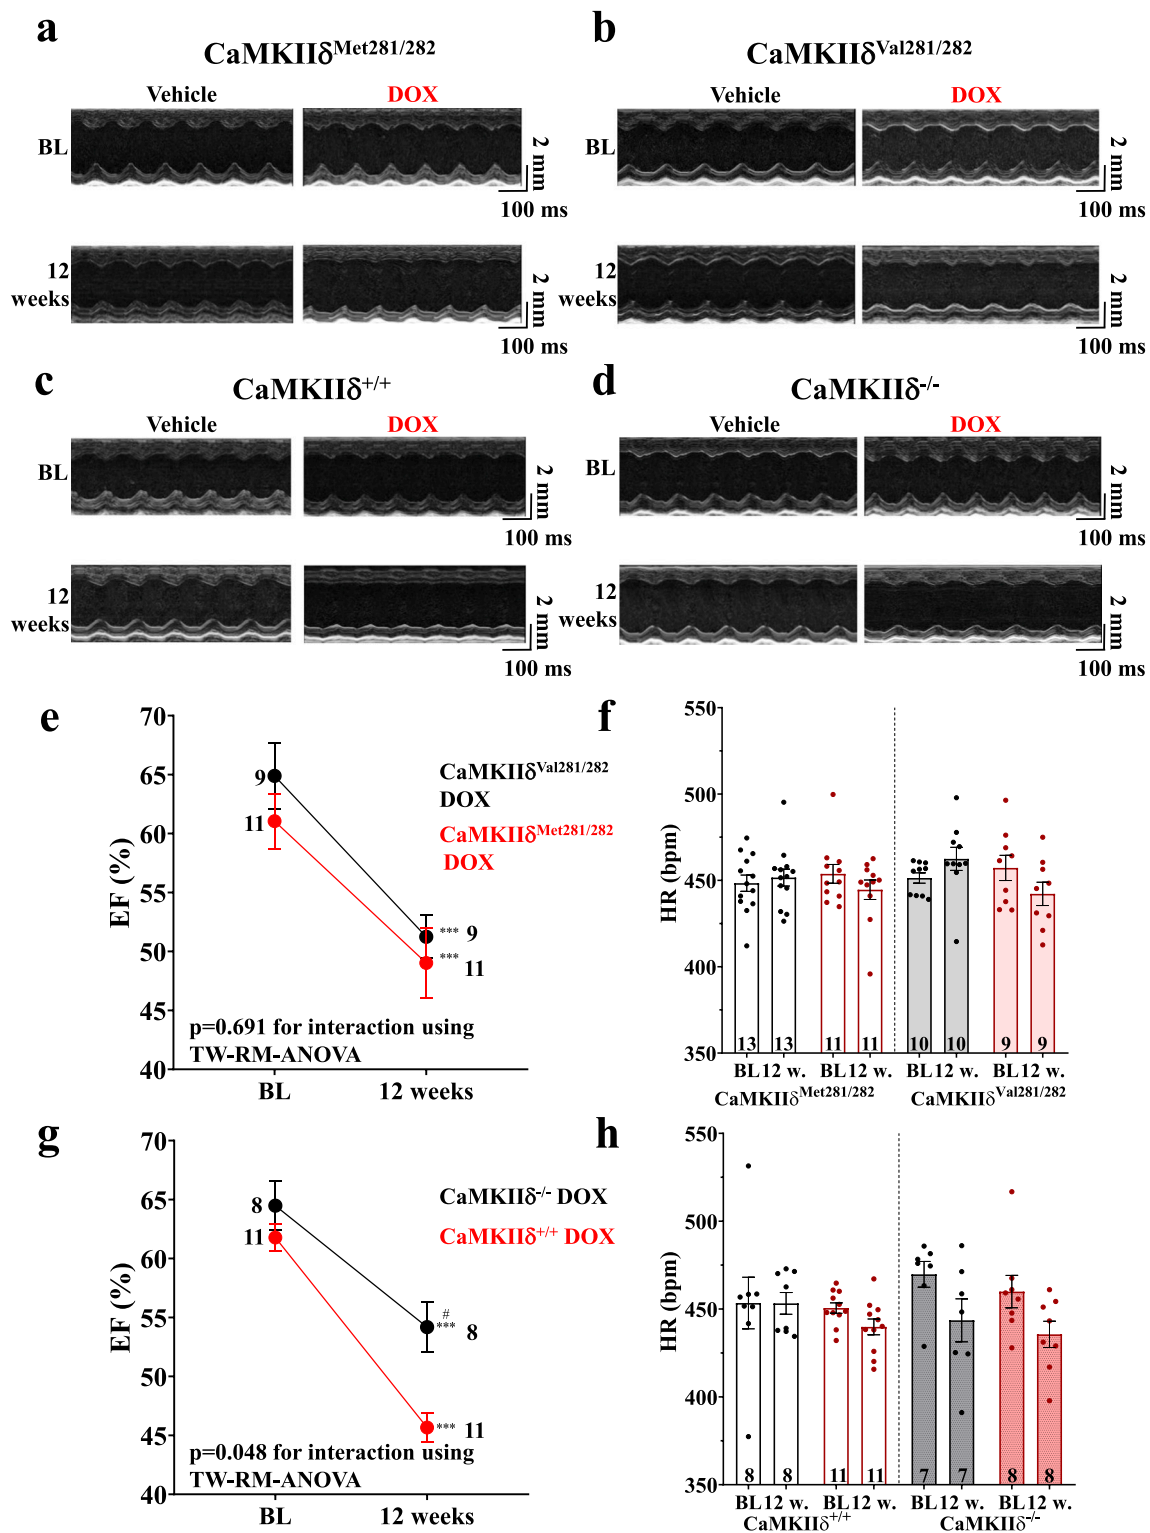 a
CaMKIIδMet281/282
Vehicle
DOX
BL
2 mm
100 ms
12
weeks
2 mm
100 ms
b
CaMKIIδVal281/282
Vehicle
DOX
BL
2 mm
100 ms
12
weeks
2 mm
100 ms
c
CaMKIIδ+/+
Vehicle
DOX
BL
2 mm
100 ms
12
weeks
2 mm
100 ms
d
CaMKIIδ-/-
Vehicle
DOX
BL
2 mm
100 ms
12
weeks
2 mm
100 ms
e
EF (%)
70
65
60
55
50
45
40
9
11
*** 9
*** 11
CaMKIIδVal281/282
DOX
CaMKIIδMet281/282
DOX
p=0.691 for interaction using
TW-RM-ANOVA
BL 12 weeks
f
HR (bpm)
550
500
450
400
350
13 13 11 11 10 10 9 9
BL 12 w. BL 12 w. BL 12 w. BL 12 w.
CaMKIIδMet281/282 CaMKIIδVal281/282
g
EF (%)
70
65
60
55
50
45
40
8
11
#
*** 8
*** 11
CaMKIIδ-/- DOX
CaMKIIδ+/+ DOX
p=0.048 for interaction using
TW-RM-ANOVA
BL 12 weeks
h
HR (bpm)
550
500
450
400
350
8 8 11 11 7 7 8 8
BL 12 w. BL 12 w. BL 12 w. BL 12 w.
CaMKIIδ+/+ CaMKIIδ-/-